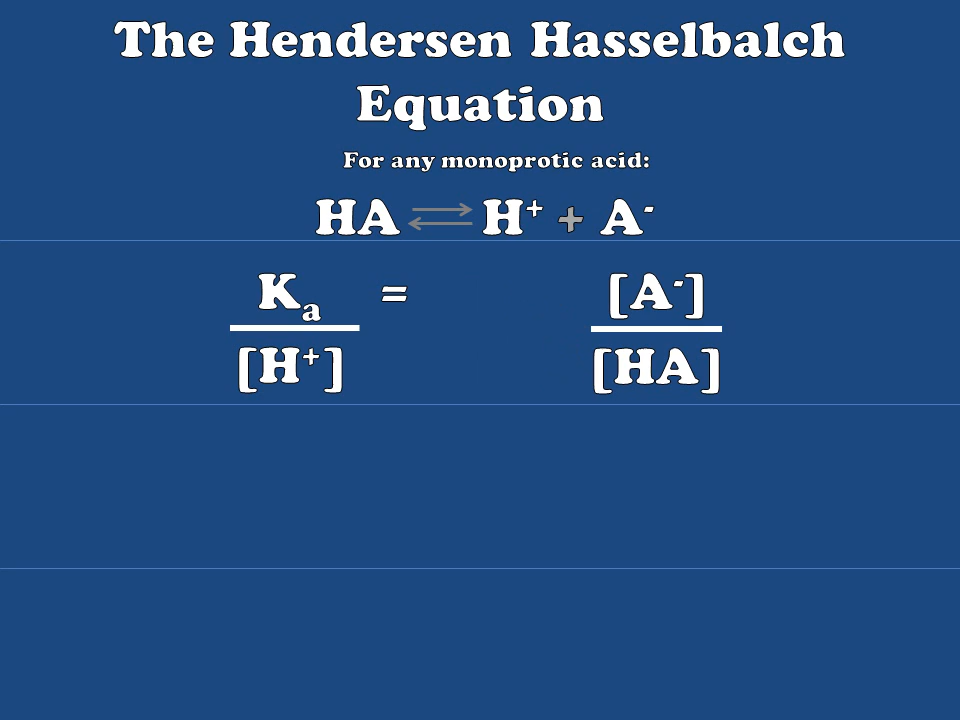 The Hendersen Hasselbalch
Equation
For any monoprotic acid:
HA ⇌ H⁺ + A⁻
Kₐ = [A⁻]
[H⁺] [HA]